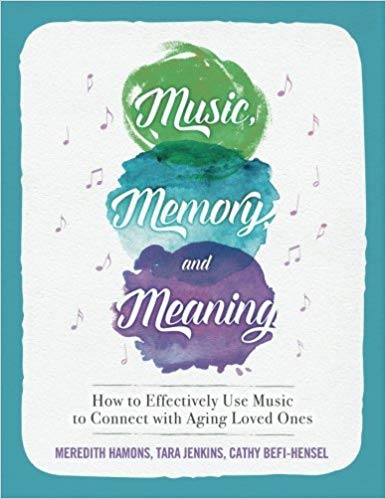 Music,
Memory,
and
Meaning
How to Effectively Use Music
to Connect with Aging Loved Ones
MEREDITH HAMONS, TARA JENKINS, CATHY BEFI-HENSEL